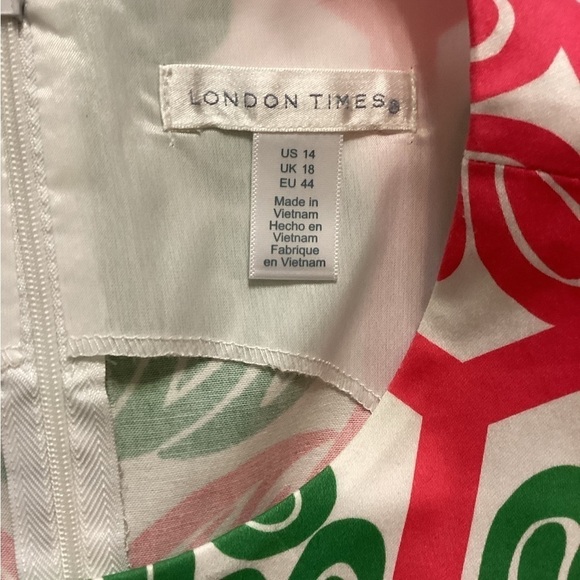 LONDON TIMES®
US 14
UK 18
EU 44
Made in
Vietnam
Hecho en
Vietnam
Fabrique
en Vietnam